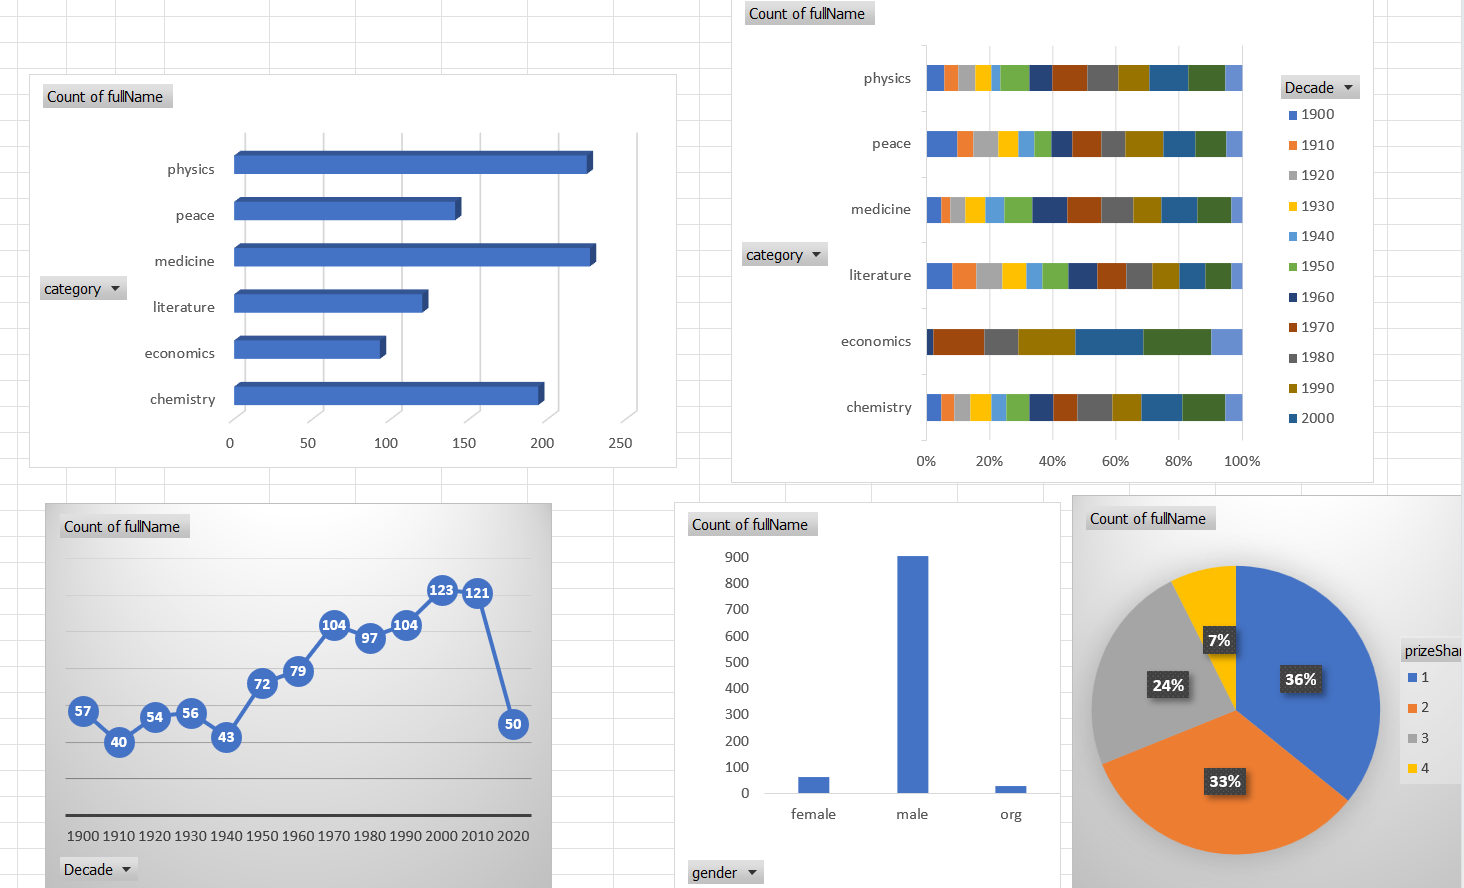 Count of fullName
physics
peace
medicine
category
literature
economics
chemistry
0 50 100 150 200 250
Count of fullName
physics
peace
medicine
category
literature
economics
chemistry
0% 20% 40% 60% 80% 100%
Decade
1900
1910
1920
1930
1940
1950
1960
1970
1980
1990
2000
Count of fullName
57 40 54 56 43 72 79 104 97 104 123 121 50
1900 1910 1920 1930 1940 1950 1960 1970 1980 1990 2000 2010 2020
Decade
Count of fullName
900
800
700
600
500
400
300
200
100
0
female male org
gender
Count of fullName
7%
36%
24%
33%
prizeShar
1
2
3
4